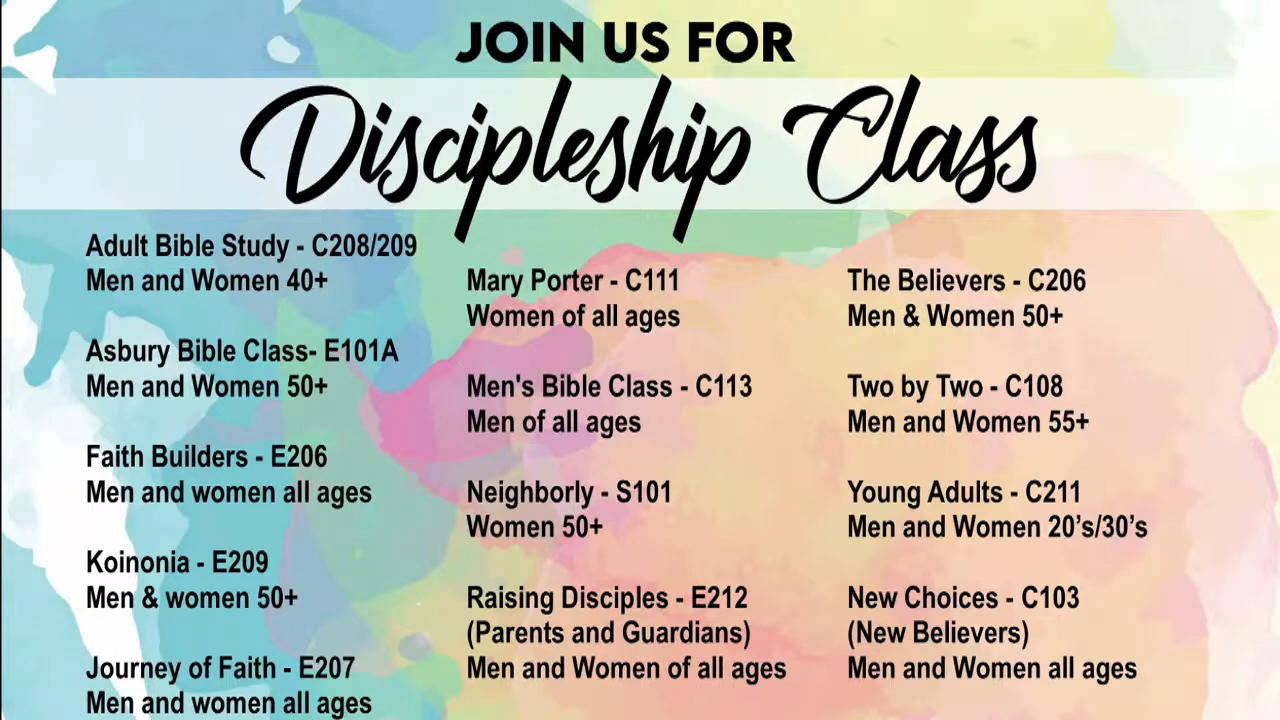 JOIN US FOR
Discipleship Class
Adult Bible Study - C208/209
Men and Women 40+
Asbury Bible Class- E101A
Men and Women 50+
Faith Builders - E206
Men and women all ages
Koinonia - E209
Men & women 50+
Journey of Faith - E207
Men and women all ages
Mary Porter - C111
Women of all ages
Men's Bible Class - C113
Men of all ages
Neighborly - S101
Women 50+
Raising Disciples - E212
(Parents and Guardians)
Men and Women of all ages
The Believers - C206
Men & Women 50+
Two by Two - C108
Men and Women 55+
Young Adults - C211
Men and Women 20’s/30’s
New Choices - C103
(New Believers)
Men and Women all ages